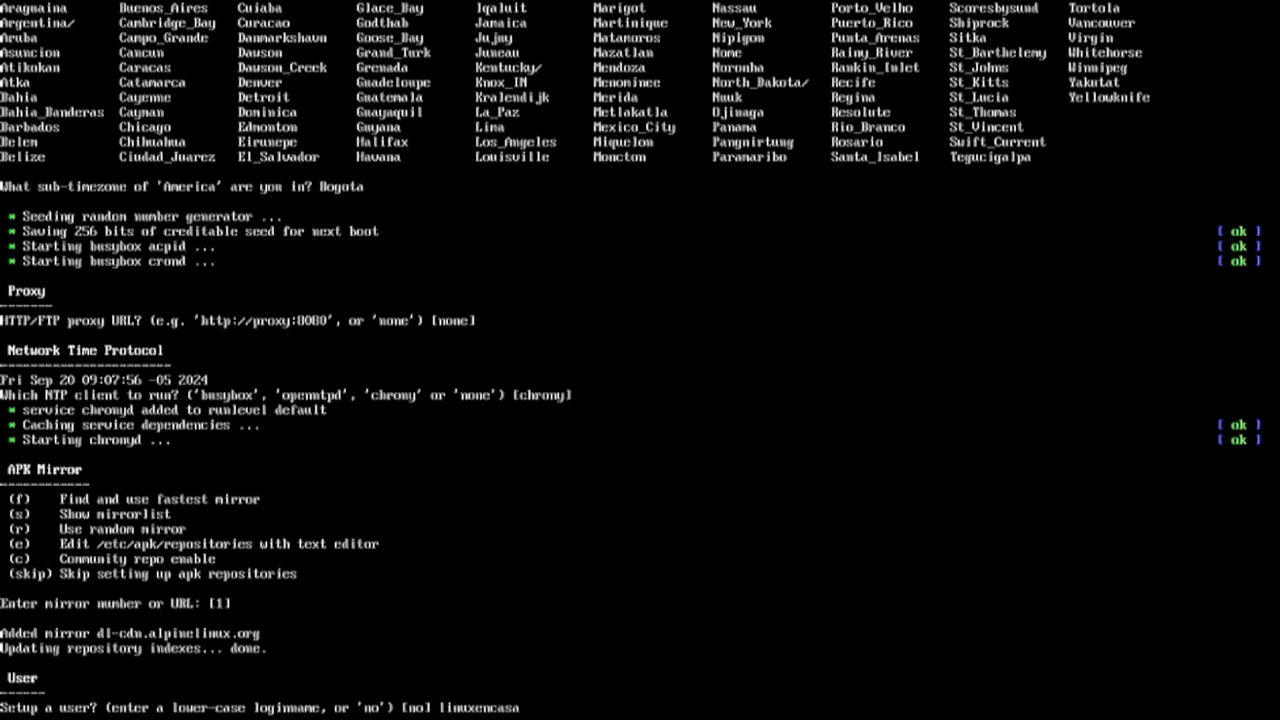 Araguaina Buenos_Aires Cuiaba Glace_Bay Iqaluit Marigot Nassau Porto_Velho Scoresbysund Tortola
Argentina/ Cambridge_Bay Curacao Godthab Jamaica Martinique New_York Puerto_Rico Shiprock Vancouver
Aruba Campo_Grande Danmarkshavn Goose_Bay Jujuy Matamoros Nipigon Punta_Arenas Sitka Virgin
Asuncion Cancun Dawson Grand_Turk Juneau Mazatlan Nome Rainy_River St_Barthelemy Whitehorse
Atikokan Caracas Dawson_Creek Grenada Kentucky/ Mendoza Noronha Rankin_Inlet St_Johns Winnipeg
Atka Catamarca Denver Guadeloupe Knox_IN Menominee North_Dakota/ Recife St_Kitts Yakutat
Bahia Cayenne Detroit Guatemala Kralendijk Merida Nuuk Regina St_Lucia Yellowknife
Bahia_Banderas Cayman Dominica Guayaquil La_Paz Metlakatla Ojinaga Resolute St_Thomas
Barbados Chicago Edmonton Guyana Lima Mexico_City Panama Rio_Branco St_Vincent
Belem Chihuahua Eirunepe Halifax Los_Angeles Miquelon Pangnirtung Rosario Swift_Current
Belize Ciudad_Juarez El_Salvador Havana Louisville Moncton Paramaribo Santa_Isabel Tegucigalpa
What sub-timezone of 'America' are you in? Bogota
* Seeding random number generator ...
* Saving 256 bits of creditable seed for next boot [ ok ]
* Starting busybox acpid ... [ ok ]
* Starting busybox crond ... [ ok ]
Proxy
-------
HTTP/FTP proxy URL? (e.g. 'http://proxy:8080', or 'none') [none]
Network Time Protocol
-----------------------
Fri Sep 20 09:07:56 -05 2024
Which NTP client to run? ('busybox', 'openntpd', 'chrony' or 'none') [chrony]
* service chronyd added to runlevel default
* Caching service dependencies ... [ ok ]
* Starting chronyd ... [ ok ]
APK Mirror
------------
(f) Find and use fastest mirror
(s) Show mirrorlist
(r) Use random mirror
(e) Edit /etc/apk/repositories with text editor
(c) Community repo enable
(skip) Skip setting up apk repositories
Enter mirror number or URL: [1]
Added mirror dl-cdn.alpinelinux.org
Updating repository indexes... done.
User
------
Setup a user? (enter a lower-case loginname, or 'no') [no] linuxencasa